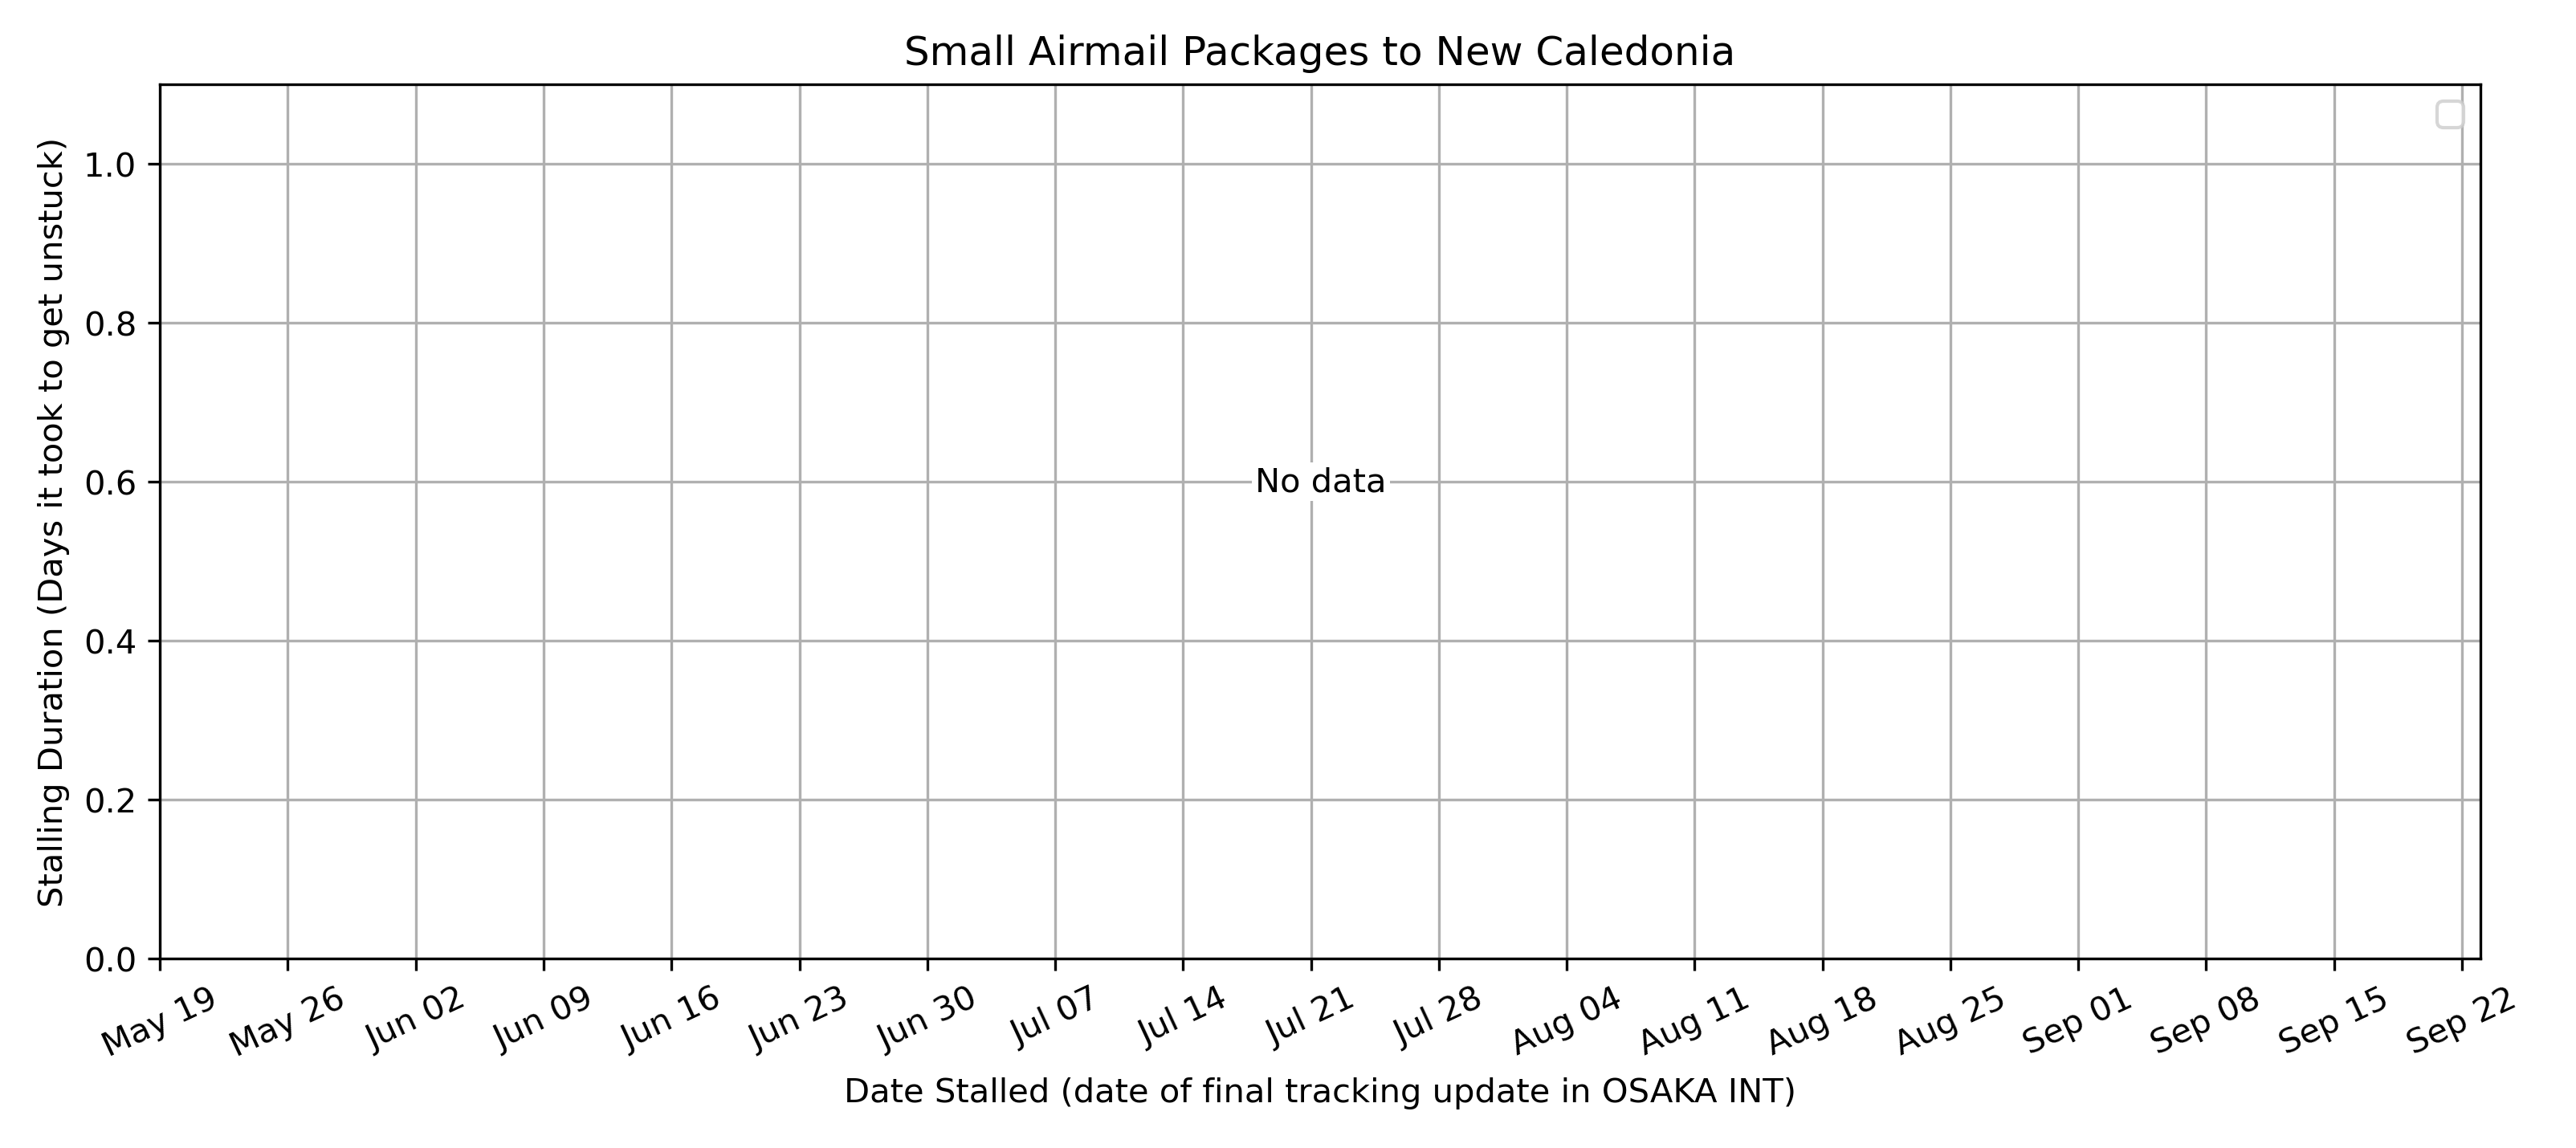 Small Airmail Packages to New Caledonia
Stalling Duration (Days it took to get unstuck)
1.0
0.8
0.6
0.4
0.2
0.0
No data
May 19
May 26
Jun 02
Jun 09
Jun 16
Jun 23
Jun 30
Jul 07
Jul 14
Jul 21
Jul 28
Aug 04
Aug 11
Aug 18
Aug 25
Sep 01
Sep 08
Sep 15
Sep 22
Date Stalled (date of final tracking update in OSAKA INT)